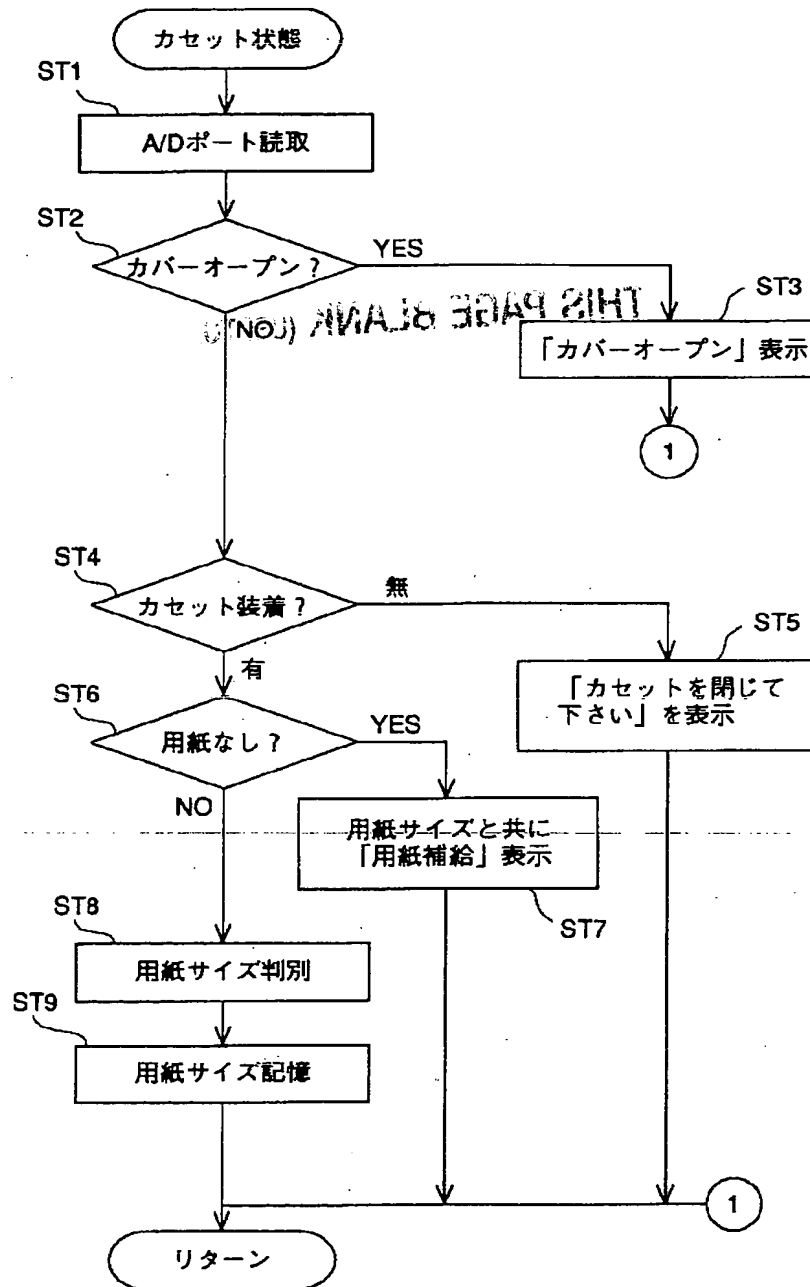 カセット状態
ST1
A/Dポート読取
ST2
カバーオープン?
YES
NO
THIS PAGE BLANK
ST3
「カバーオープン」表示
1
ST4
カセット装着?
無
有
ST5
「カセットを閉じて
下さい」を表示
ST6
用紙なし?
YES
NO
用紙サイズと共に
「用紙補給」表示
ST7
ST8
用紙サイズ判別
ST9
用紙サイズ記憶
1
リターン